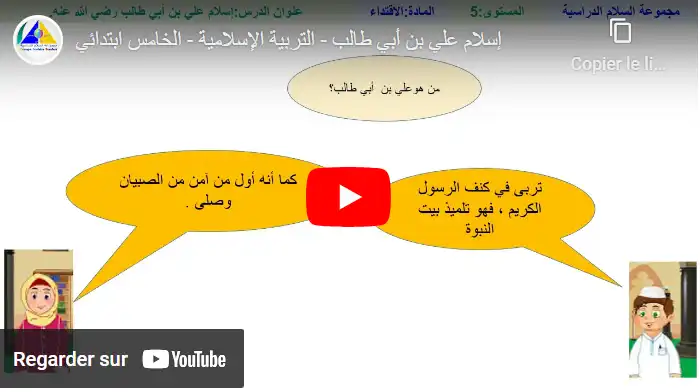 مجموعة السلام الدراسية المستوى:5 المادة:الاقتداء عنوان الدرس:إسلام علي بن أبي طالب رضي الله عنه.
إسلام علي بن أبي طالب - التربية الإسلامية - الخامس ابتدائي
Copier le li...
من هوعلي بن أبي طالب؟
تربى في كنف الرسول
الكريم ، فهو تلميذ بيت
النبوة
كما أنه أول من آمن من الصبيان
وصلى .
Regarder sur YouTube